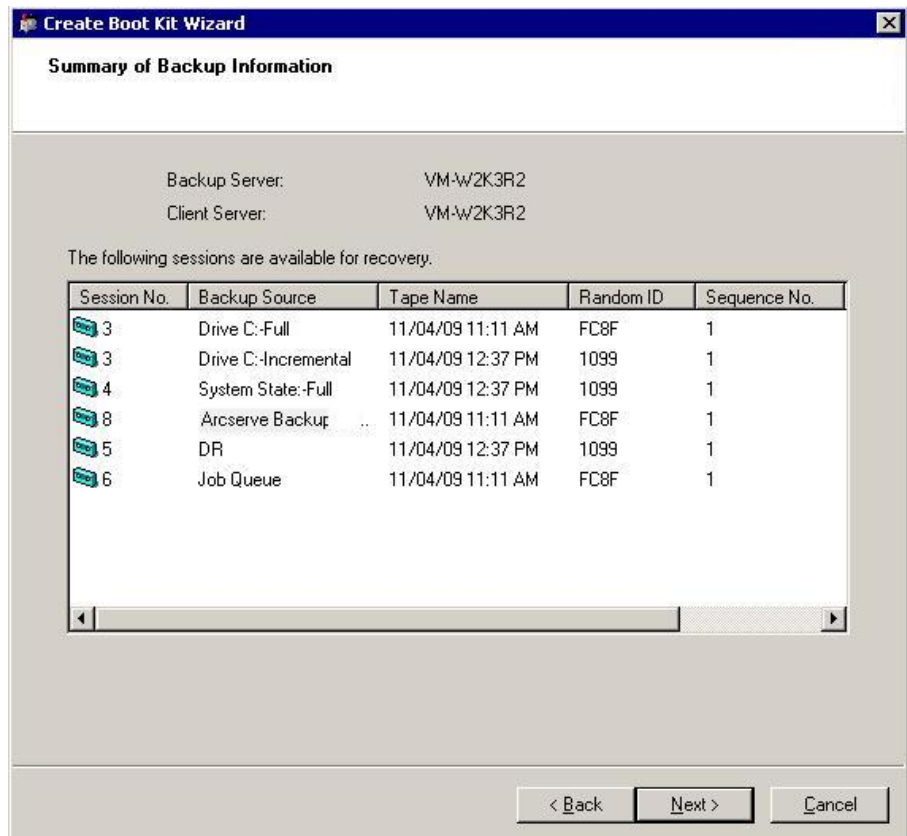 Create Boot Kit Wizard
Summary of Backup Information
Backup Server: VM-W2K3R2
Client Server: VM-W2K3R2
The following sessions are available for recovery.
Session No. Backup Source Tape Name Random ID Sequence No.
3 Drive C:-Full 11/04/09 11:11 AM FC8F 1
3 Drive C:-Incremental 11/04/09 12:37 PM 1099 1
4 System State:-Full 11/04/09 12:37 PM 1099 1
8 Arcserve Backup .. 11/04/09 11:11 AM FC8F 1
5 DR 11/04/09 12:37 PM 1099 1
6 Job Queue 11/04/09 11:11 AM FC8F 1
< Back Next > Cancel